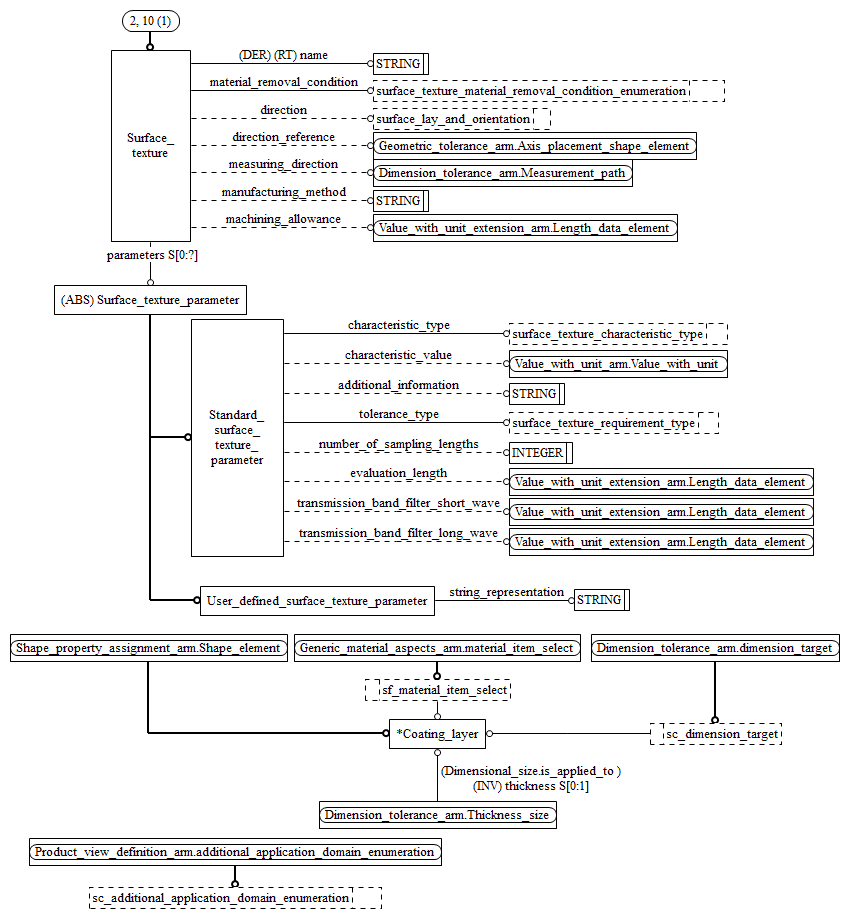 2, 10 (1)
(DER) (RT) name
STRING
material_removal_condition
surface_texture_material_removal_condition_enumeration
direction
surface_lay_and_orientation
Surface_
texture
direction_reference
Geometric_tolerance_arm.Axis_placement_shape_element
measuring_direction
Dimension_tolerance_arm.Measurement_path
manufacturing_method
STRING
machining_allowance
Value_with_unit_extension_arm.Length_data_element
parameters S[0:?]
(ABS) Surface_texture_parameter
characteristic_type
surface_texture_characteristic_type
characteristic_value
Value_with_unit_arm.Value_with_unit
additional_information
STRING
Standard_
surface_
texture_
parameter
tolerance_type
surface_texture_requirement_type
number_of_sampling_lengths
INTEGER
evaluation_length
Value_with_unit_extension_arm.Length_data_element
transmission_band_filter_short_wave
Value_with_unit_extension_arm.Length_data_element
transmission_band_filter_long_wave
Value_with_unit_extension_arm.Length_data_element
User_defined_surface_texture_parameter
string_representation
STRING
Shape_property_assignment_arm.Shape_element
Generic_material_aspects_arm.material_item_select
Dimension_tolerance_arm.dimension_target
sf_material_item_select
*Coating_layer
sc_dimension_target
(Dimensional_size.is_applied_to )
(INV) thickness S[0:1]
Dimension_tolerance_arm.Thickness_size
Product_view_definition_arm.additional_application_domain_enumeration
sc_additional_application_domain_enumeration